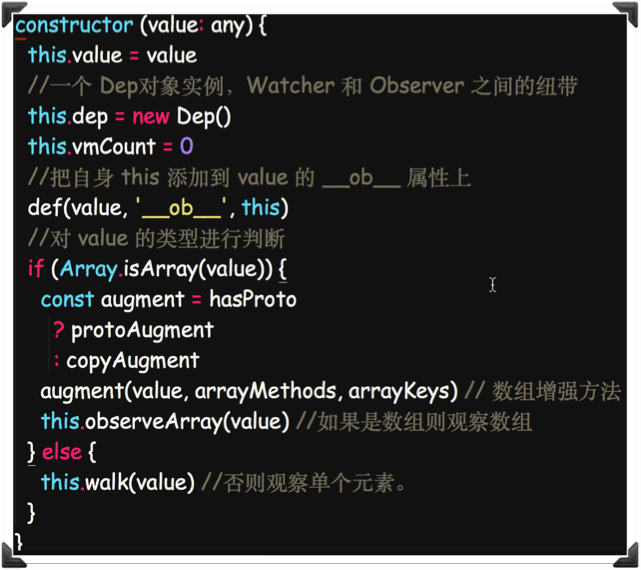 constructor (value: any) {
this.value = value
//一个 Dep对象实例，Watcher 和 Observer 之间的纽带
this.dep = new Dep()
this.vmCount = 0
//把自身 this 添加到 value 的 __ob__ 属性上
def(value, '__ob__', this)
//对 value 的类型进行判断
if (Array.isArray(value)) {
const augment = hasProto
? protoAugment
: copyAugment
augment(value, arrayMethods, arrayKeys) // 数组增强方法
this.observeArray(value) //如果是数组则观察数组
} else {
this.walk(value) //否则观察单个元素。
}
}